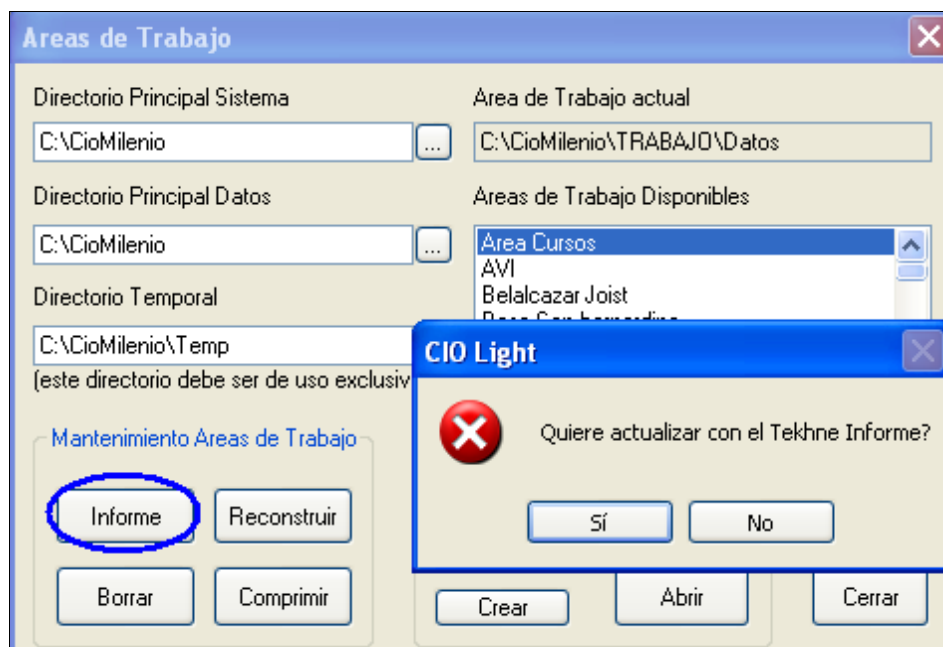 Areas de Trabajo
Directorio Principal Sistema
C:\CioMilenio
...
Area de Trabajo actual
C:\CioMilenio\TRABAJO\Datos
Directorio Principal Datos
C:\CioMilenio
...
Areas de Trabajo Disponibles
Area Cursos
AVI
Belalcazar Joist
Directorio Temporal
C:\CioMilenio\Temp
(este directorio debe ser de uso exclusiv
CIO Light
Quiere actualizar con el Tekhne Informe?
Sí
No
Mantenimiento Areas de Trabajo
Informe
Reconstruir
Borrar
Comprimir
Crear
Abrir
Cerrar